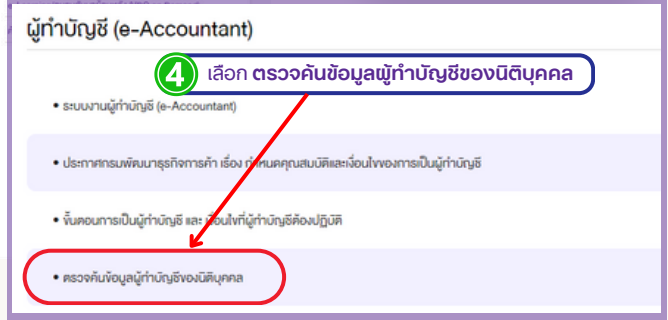 ผู้ทำบัญชี (e-Accountant)
4 เลือก ตรวจค้นข้อมูลผู้ทำบัญชีของนิติบุคคล
• ระบบงานผู้ทำบัญชี (e-Accountant)
• ประกาศกรมพัฒนาธุรกิจการค้า เรื่อง กำหนดคุณสมบัติและเงื่อนไขของการเป็นผู้ทำบัญชี
• ขั้นตอนการเป็นผู้ทำบัญชี และ เงื่อนไขที่ผู้ทำบัญชีต้องปฏิบัติ
• ตรวจค้นข้อมูลผู้ทำบัญชีของนิติบุคคล